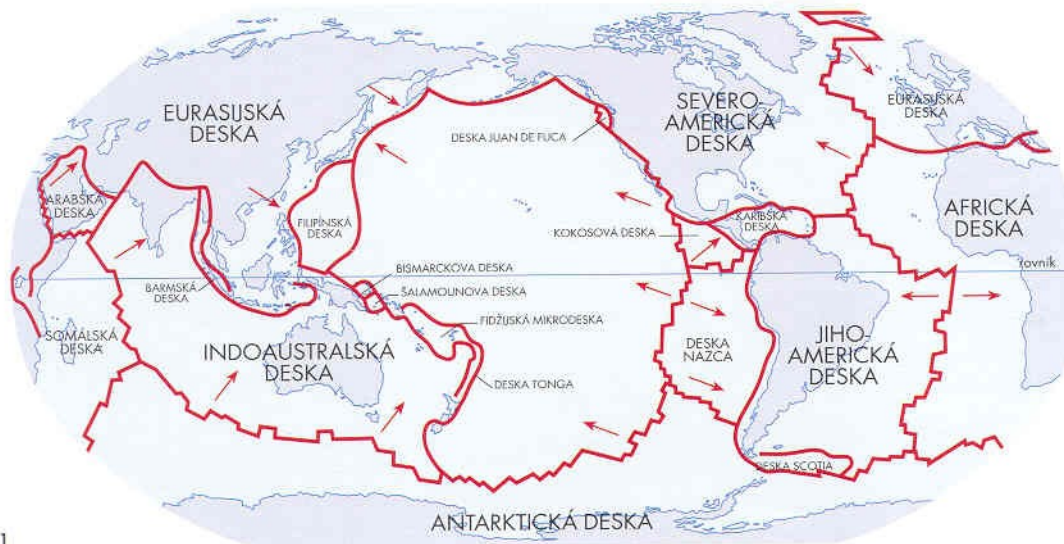 EURASIJSKÁ
DESKA
SEVERO-
AMERICKÁ
DESKA
EURASIJSKÁ
DESKA
DESKA JUAN DE FUCA
ARABSKÁ
DESKA
FILIPÍNSKÁ
DESKA
KOKOSOVÁ DESKA
KARIBSKÁ
DESKA
AFRICKÁ
DESKA
rovník
BARMSKÁ
DESKA
BISMARCKOVA DESKA
ŠALAMOUNOVA DESKA
FIDŽIJSKÁ MIKRODESKA
SOMÁLSKÁ
DESKA
INDOAUSTRALSKÁ
DESKA
DESKA
NAZCA
JIHO-
AMERICKÁ
DESKA
DESKA TONGA
DESKA SCOTIA
ANTARKTICKÁ DESKA
1